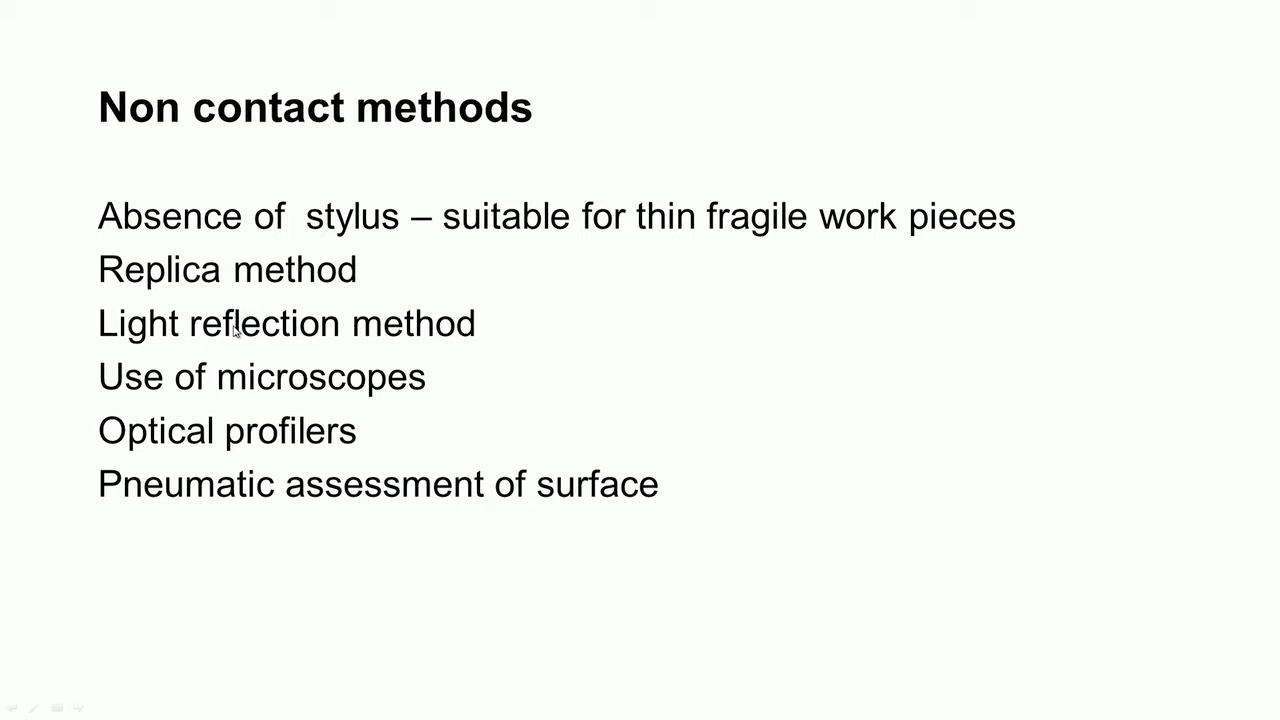 Non contact methods
Absence of  stylus – suitable for thin fragile work pieces
Replica method
Light reflection method
Use of microscopes
Optical profilers
Pneumatic assessment of surface